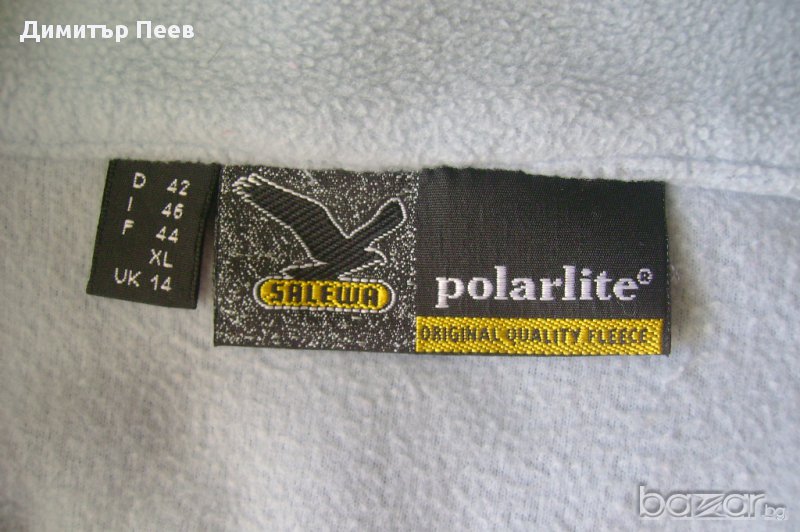 Димитър Пеев
D 42
I 46
F 44
XL
UK 14
SALEWA
polarlite®
ORIGINAL QUALITY FLEECE
bazar.bg